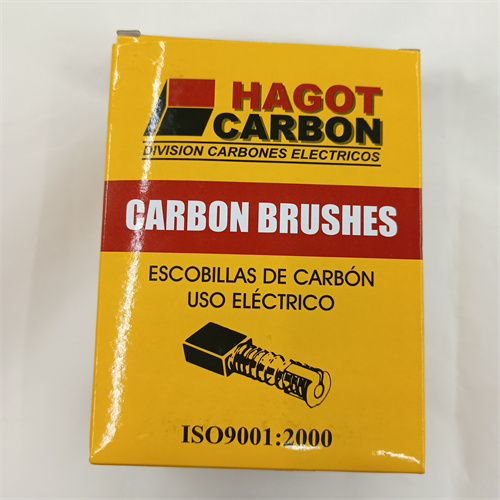 HAGOT
CARBON
DIVISION CARBONES ELECTRICOS
CARBON BRUSHES
ESCOBILLAS DE CARBÓN
USO ELÉCTRICO
ISO9001:2000